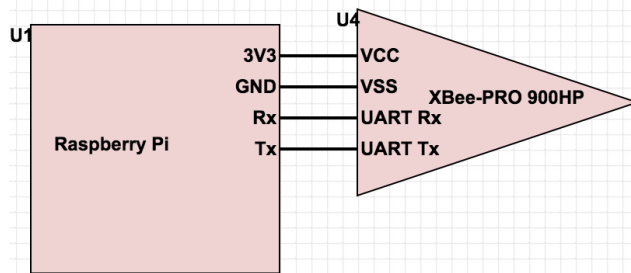 U1
U4
3V3
VCC
GND
VSS
XBee-PRO 900HP
Rx
UART Rx
Raspberry Pi
Tx
UART Tx